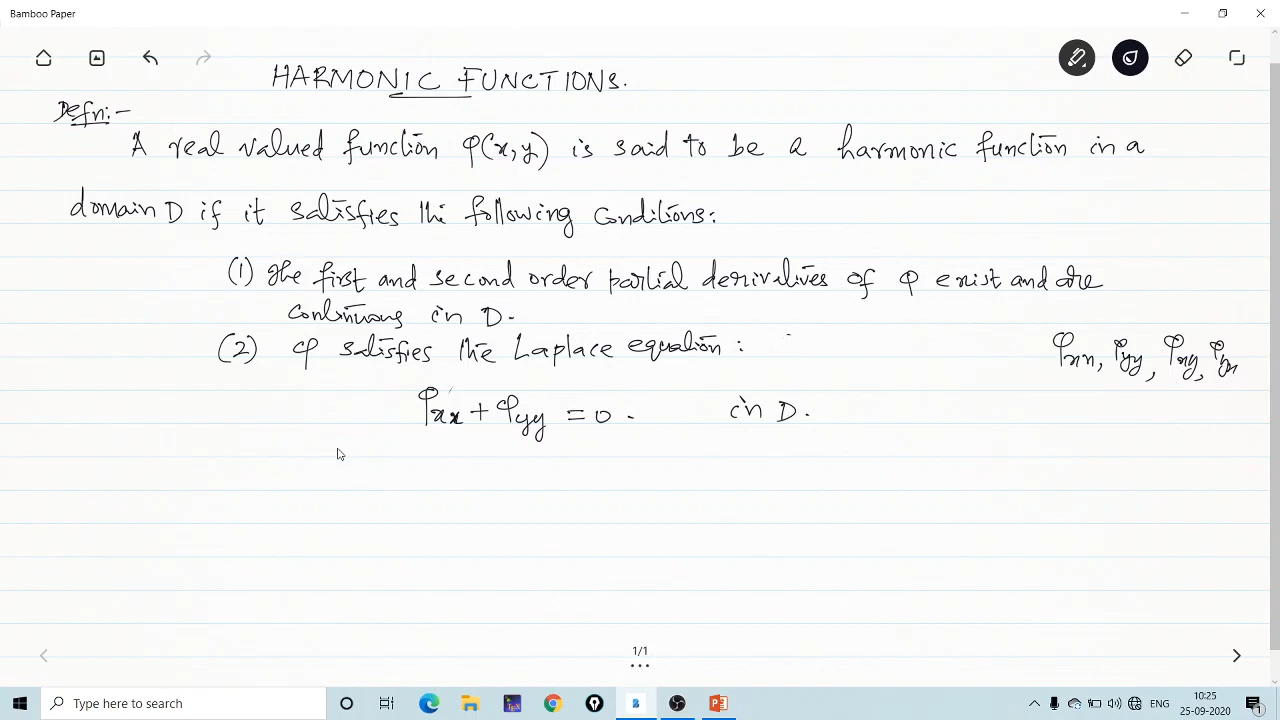 Bamboo Paper
HARMONIC FUNCTIONS.
Defn:-
A real valued function φ(x,y) is said to be a harmonic function in a
domain D if it satisfies the following conditions:
(1) The first and second order partial derivatives of φ exist and are
continuous in D.
(2) φ satisfies the Laplace equation :
φxx, φyy, φxy, φyx
φxx + φyy = 0. in D.
1/1
Type here to search
ENG
10:25
25-09-2020